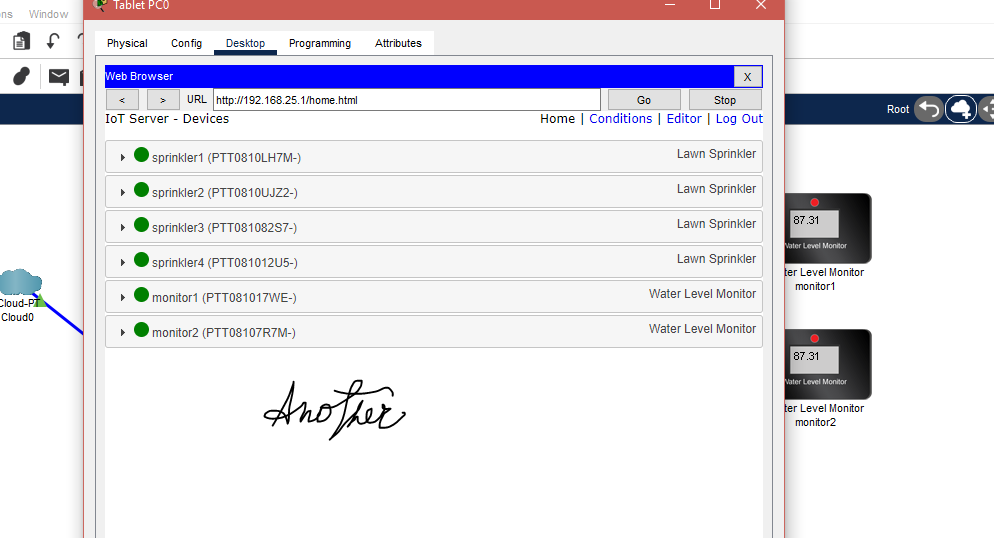 Tablet PC0
Window
Physical
Config
Desktop
Programming
Attributes
Web Browser
X
<
>
URL
http://192.168.25.1/home.html
Go
Stop
IoT Server - Devices
Home | Conditions | Editor | Log Out
Root
sprinkler1 (PTT0810LH7M-)
Lawn Sprinkler
sprinkler2 (PTT0810UJZ2-)
Lawn Sprinkler
sprinkler3 (PTT081082S7-)
Lawn Sprinkler
sprinkler4 (PTT081012U5-)
Lawn Sprinkler
monitor1 (PTT081017WE-)
Water Level Monitor
monitor2 (PTT08107R7M-)
Water Level Monitor
Cloud-PT
Cloud0
87.31
Water Level Monitor
Level Monitor
monitor1
87.31
Water Level Monitor
Level Monitor
monitor2
Another